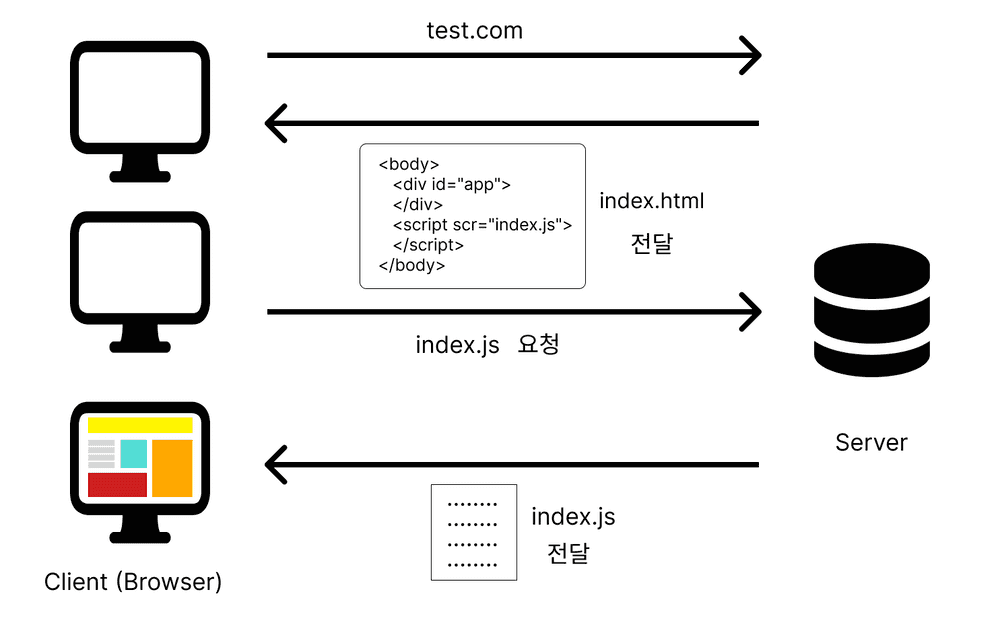 test.com
<body>
<div id="app">
</div>
<script scr="index.js">
</script>
</body>
index.html
전달
index.js 요청
Server
index.js
전달
Client (Browser)